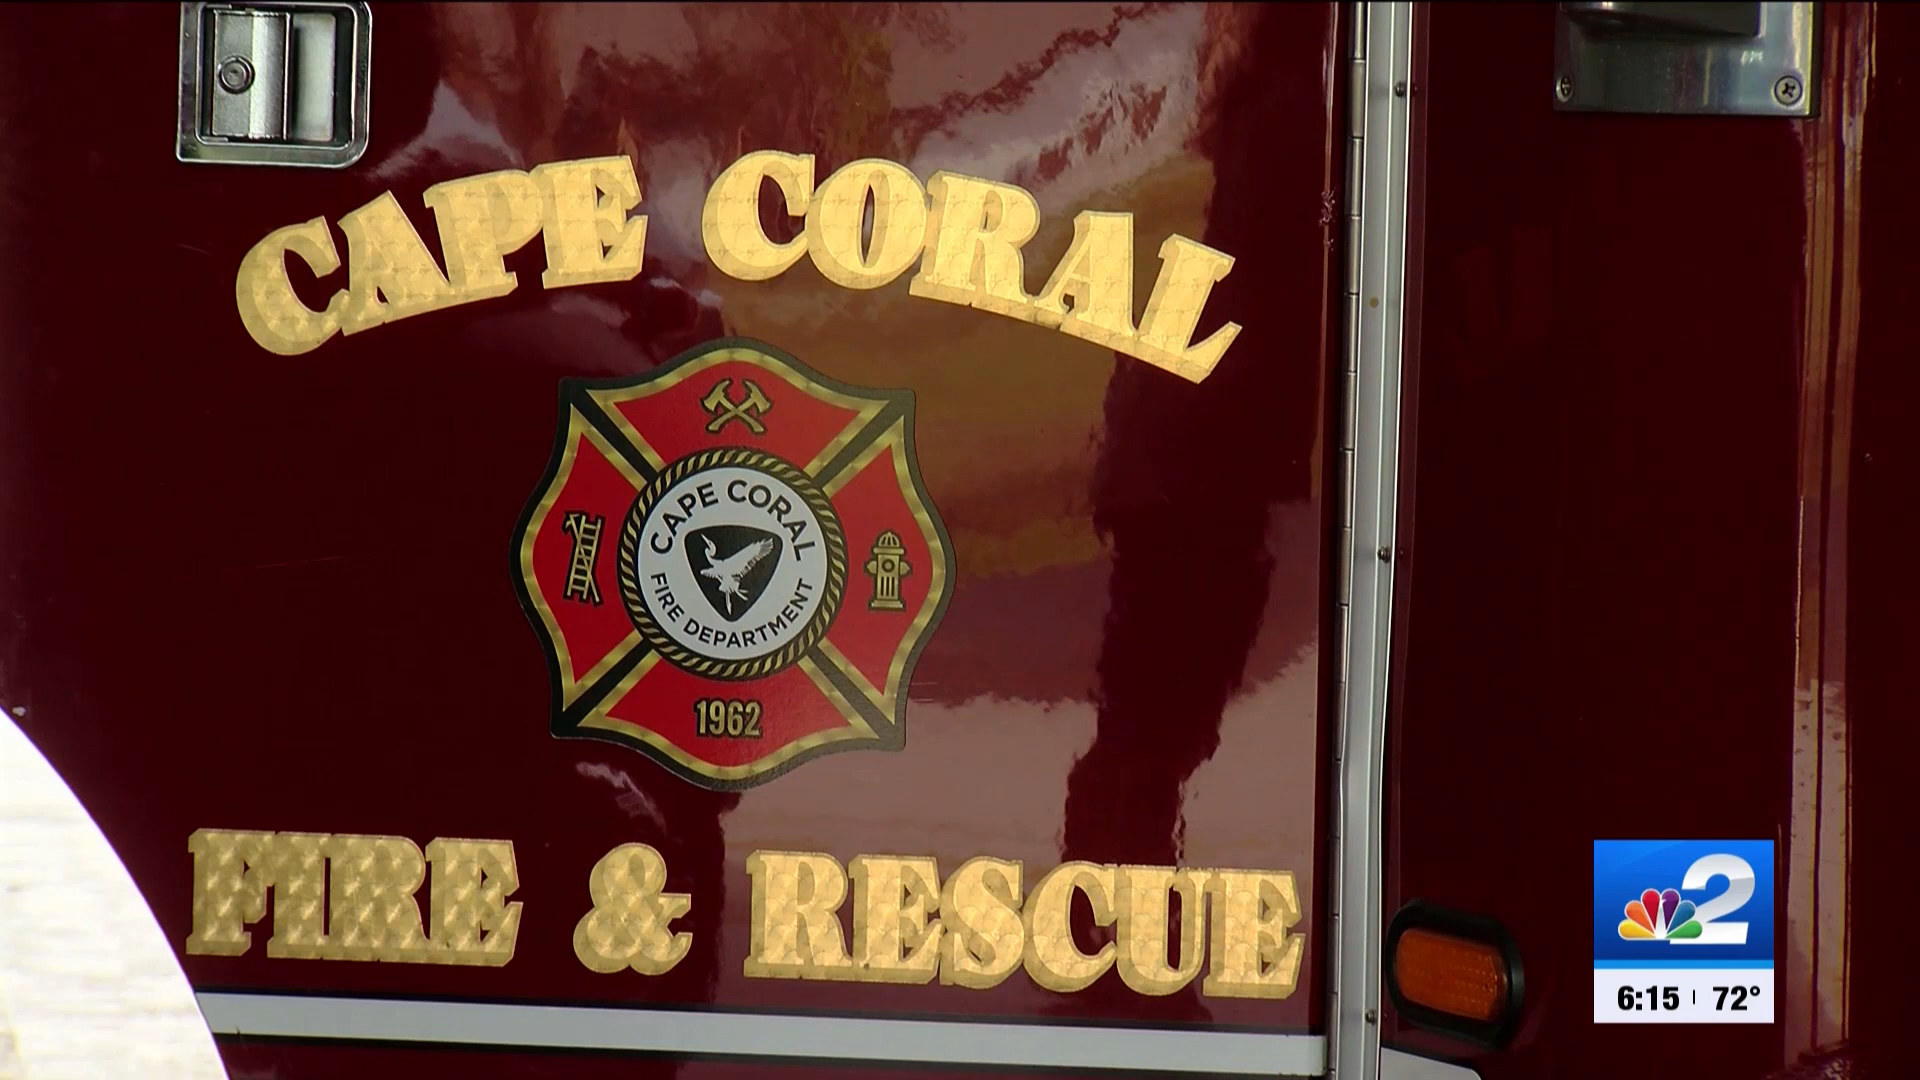 CAPE CORAL
CAPE CORAL
FIRE DEPARTMENT
1962
FIRE & RESCUE
2
6:15 | 72°